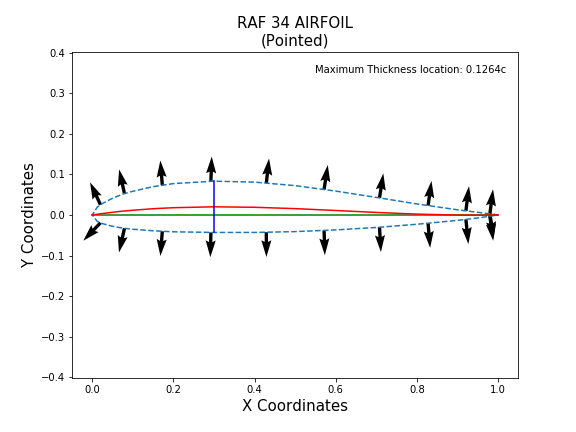 RAF 34 AIRFOIL
(Pointed)
Maximum Thickness location: 0.1264c
0.4
0.3
0.2
0.1
0.0
−0.1
−0.2
−0.3
−0.4
Y Coordinates
0.0 0.2 0.4 0.6 0.8 1.0
X Coordinates